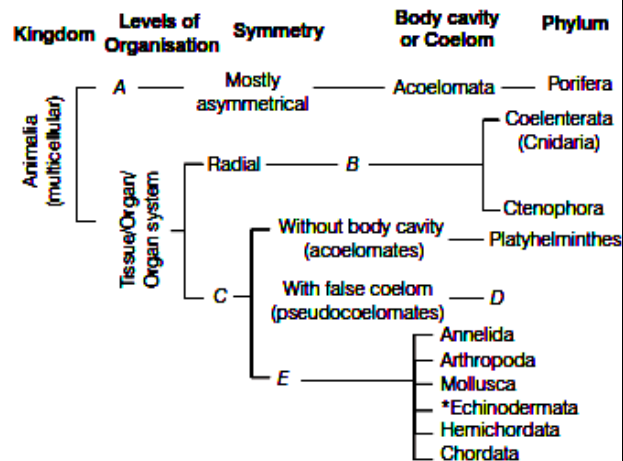 Kingdom
Levels of
Organisation
Symmetry
Body cavity
or Coelom
Phylum
Animalia
(multicellular)
A
Mostly
asymmetrical
Acoelomata
Porifera
Tissue/Organ/
Organ system
Radial
B
Coelenterata
(Cnidaria)
Ctenophora
C
Without body cavity
(acoelomates)
Platyhelminthes
With false coelom
(pseudocoelomates)
D
E
Annelida
Arthropoda
Mollusca
*Echinodermata
Hemichordata
Chordata